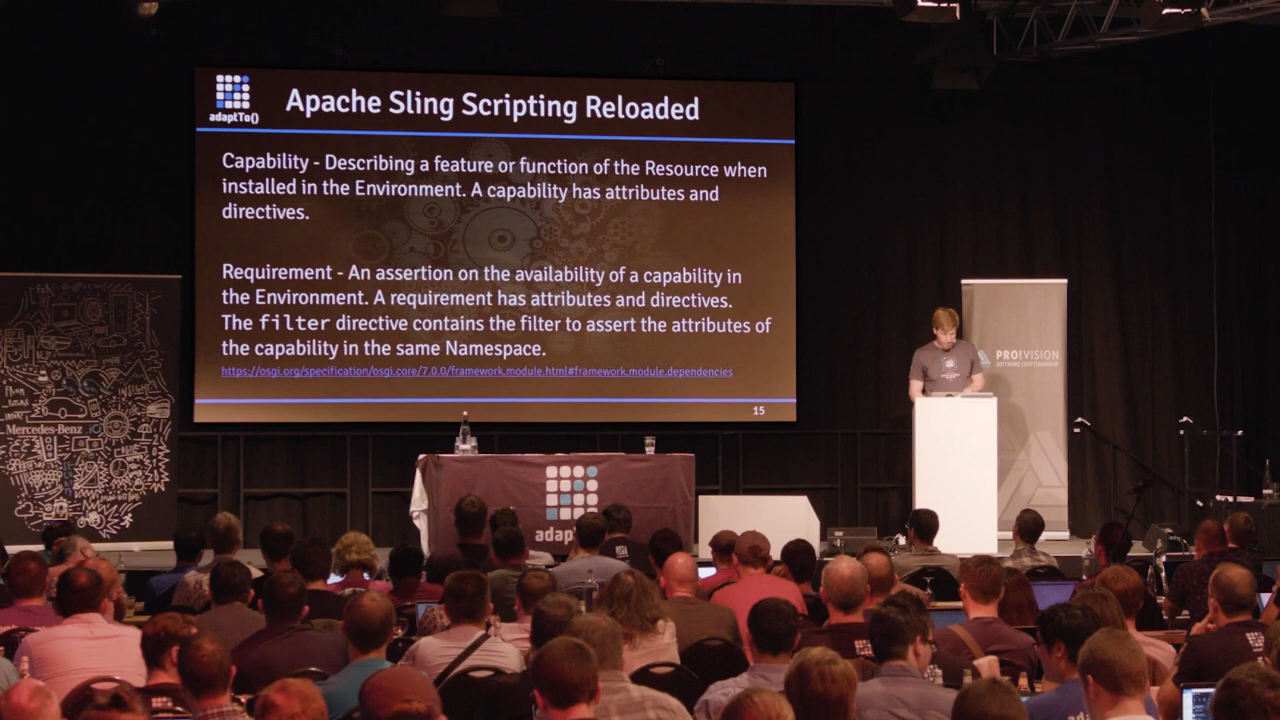 adaptTo()
Apache Sling Scripting Reloaded
Capability - Describing a feature or function of the Resource when
installed in the Environment. A capability has attributes and
directives.
Requirement - An assertion on the availability of a capability in
the Environment. A requirement has attributes and directives.
The filter directive contains the filter to assert the attributes of
the capability in the same Namespace.
https://osgi.org/specification/osgi.core/7.0.0/framework.module.html#framework.module.dependencies
15
PRO!VISION
Mercedes-Benz .io
adap